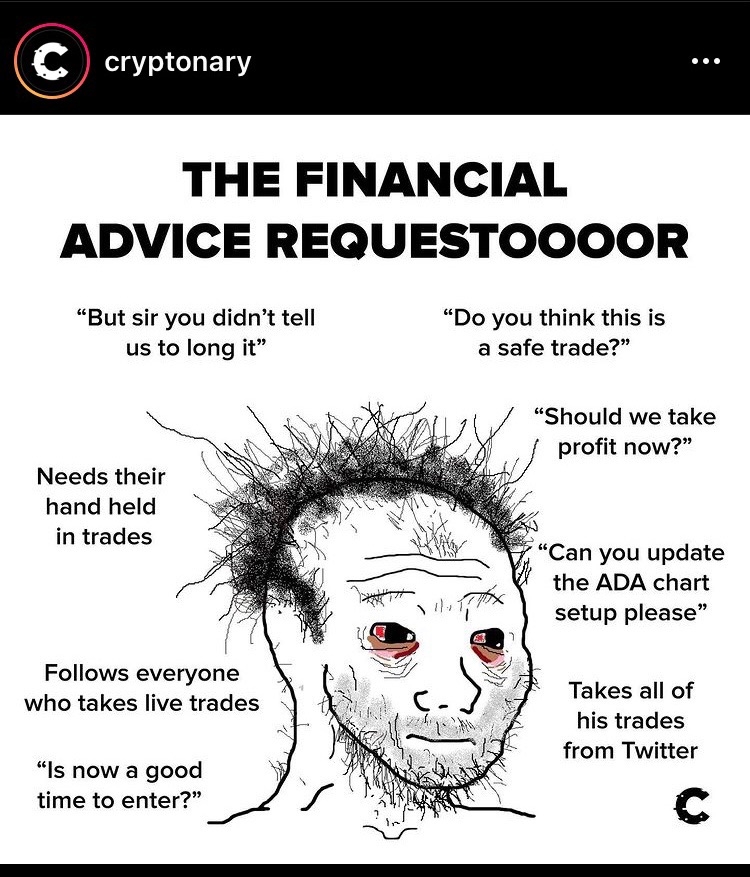 cryptonary
THE FINANCIAL
ADVICE REQUESTOOOOR
“But sir you didn’t tell
us to long it”
“Do you think this is
a safe trade?”
“Should we take
profit now?”
Needs their
hand held
in trades
“Can you update
the ADA chart
setup please”
Follows everyone
who takes live trades
Takes all of
his trades
from Twitter
“Is now a good
time to enter?”